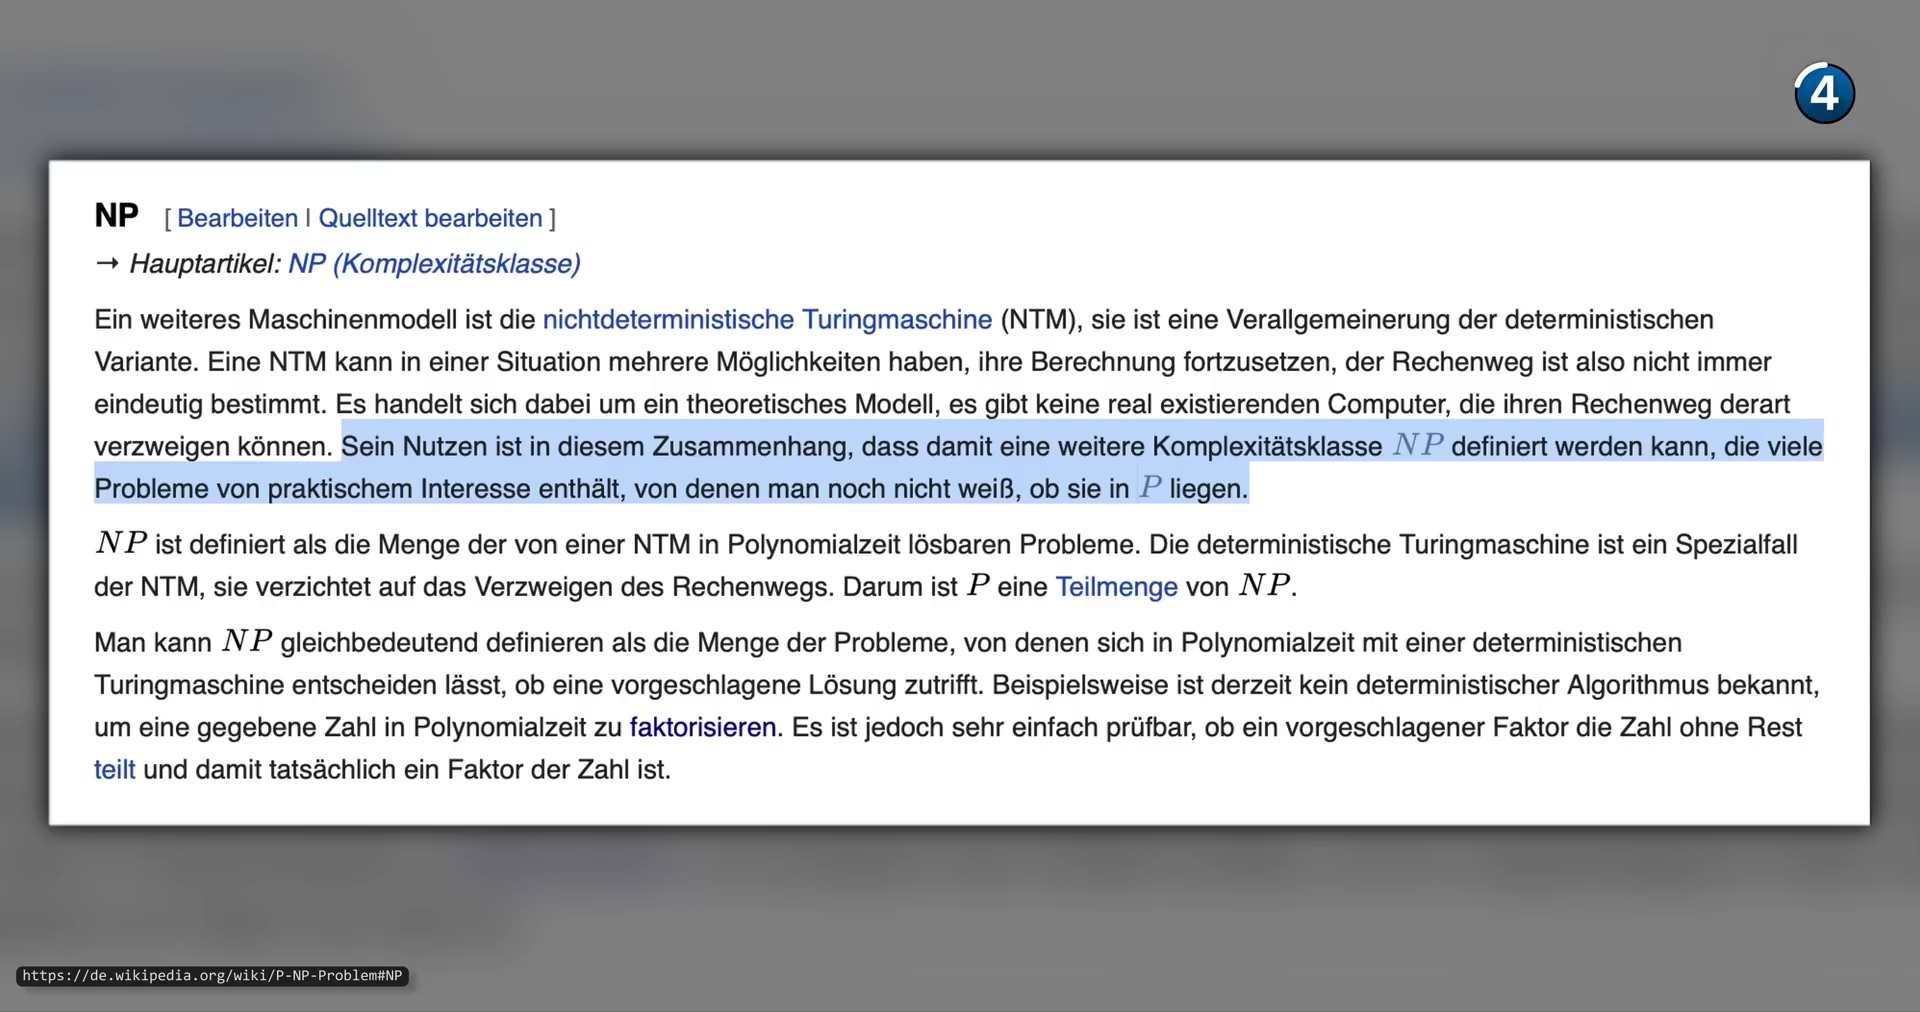 4
NP [ Bearbeiten | Quelltext bearbeiten ]
→ Hauptartikel: NP (Komplexitätsklasse)
Ein weiteres Maschinenmodell ist die nichtdeterministische Turingmaschine (NTM), sie ist eine Verallgemeinerung der deterministischen
Variante. Eine NTM kann in einer Situation mehrere Möglichkeiten haben, ihre Berechnung fortzusetzen, der Rechenweg ist also nicht immer
eindeutig bestimmt. Es handelt sich dabei um ein theoretisches Modell, es gibt keine real existierenden Computer, die ihren Rechenweg derart
verzweigen können. Sein Nutzen ist in diesem Zusammenhang, dass damit eine weitere Komplexitätsklasse NP definiert werden kann, die viele
Probleme von praktischem Interesse enthält, von denen man noch nicht weiß, ob sie in P liegen.
NP ist definiert als die Menge der von einer NTM in Polynomialzeit lösbaren Probleme. Die deterministische Turingmaschine ist ein Spezialfall
der NTM, sie verzichtet auf das Verzweigen des Rechenwegs. Darum ist P eine Teilmenge von NP.
Man kann NP gleichbedeutend definieren als die Menge der Probleme, von denen sich in Polynomialzeit mit einer deterministischen
Turingmaschine entscheiden lässt, ob eine vorgeschlagene Lösung zutrifft. Beispielsweise ist derzeit kein deterministischer Algorithmus bekannt,
um eine gegebene Zahl in Polynomialzeit zu faktorisieren. Es ist jedoch sehr einfach prüfbar, ob ein vorgeschlagener Faktor die Zahl ohne Rest
teilt und damit tatsächlich ein Faktor der Zahl ist.
https://de.wikipedia.org/wiki/P-NP-Problem#NP